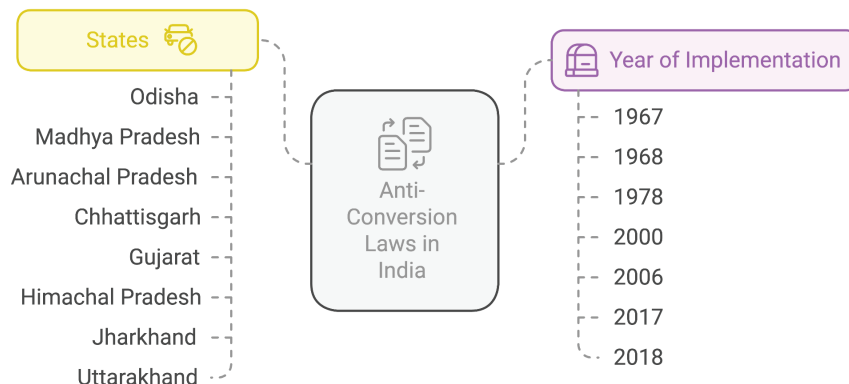 States
Odisha
Madhya Pradesh
Arunachal Pradesh
Chhattisgarh
Gujarat
Himachal Pradesh
Jharkhand
Uttarakhand
Anti-
Conversion
Laws in
India
Year of Implementation
1967
1968
1978
2000
2006
2017
2018